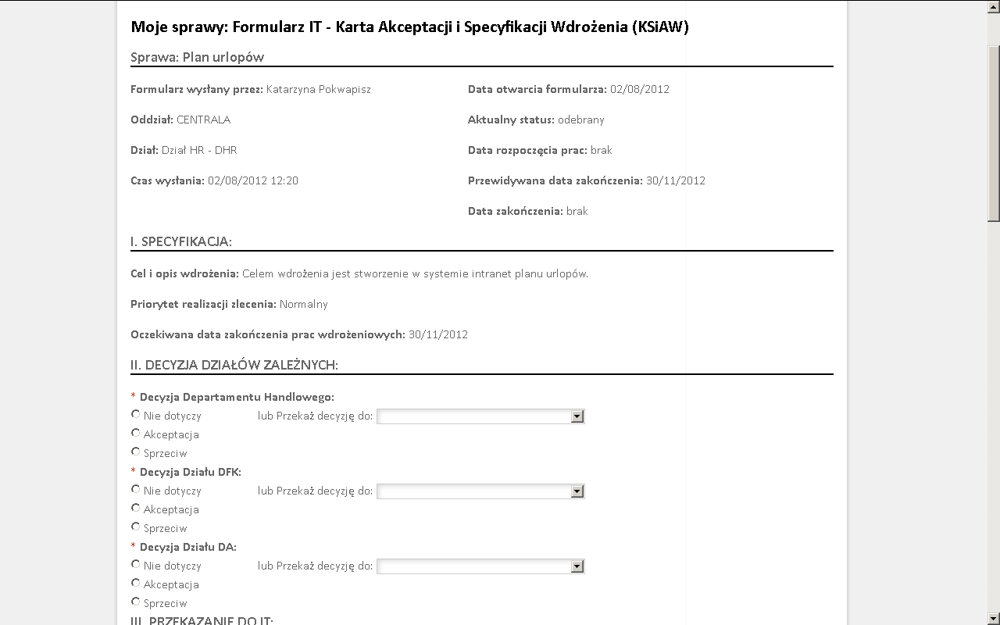 Moje sprawy: Formularz IT - Karta Akceptacji i Specyfikacji Wdrożenia (KSiAW)
Sprawa: Plan urlopów
Formularz wysłany przez: Katarzyna Pokwapisz
Data otwarcia formularza: 02/08/2012
Oddział: CENTRALA
Aktualny status: odebrany
Dział: Dział HR - DHR
Data rozpoczęcia prac: brak
Czas wysłania: 02/08/2012 12:20
Przewidywana data zakończenia: 30/11/2012
Data zakończenia: brak
I. SPECYFIKACJA:
Cel i opis wdrożenia: Celem wdrożenia jest stworzenie w systemie intranet planu urlopów.
Priorytet realizacji zlecenia: Normalny
Oczekiwana data zakończenia prac wdrożeniowych: 30/11/2012
II. DECYZJA DZIAŁÓW ZALEŻNYCH:
* Decyzja Departamentu Handlowego:
Nie dotyczy lub Przekaż decyzję do:
Akceptacja
Sprzeciw
* Decyzja Działu DFK:
Nie dotyczy lub Przekaż decyzję do:
Akceptacja
Sprzeciw
* Decyzja Działu DA:
Nie dotyczy lub Przekaż decyzję do:
Akceptacja
Sprzeciw
III. PRZEKAZANIE DO IT: